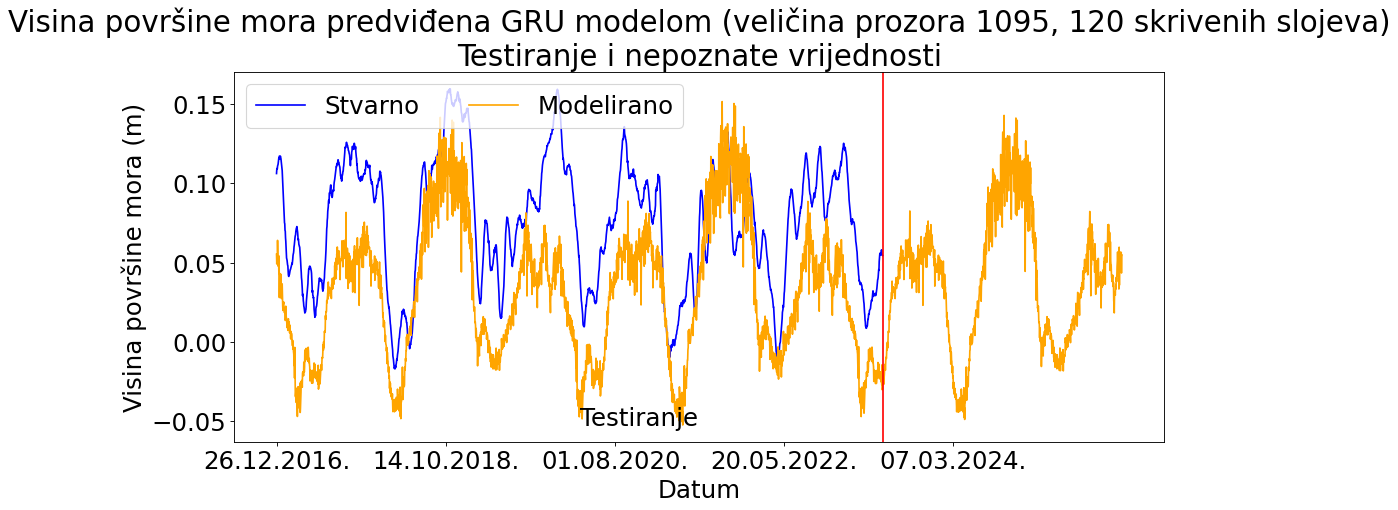 Visina površine mora predviđena GRU modelom (veličina prozora 1095, 120 skrivenih slojeva)
Testiranje i nepoznate vrijednosti
Stvarno
Modelirano
Visina površine mora (m)
0.15
0.10
0.05
0.00
−0.05
Testiranje
26.12.2016.
14.10.2018.
01.08.2020.
20.05.2022.
07.03.2024.
Datum